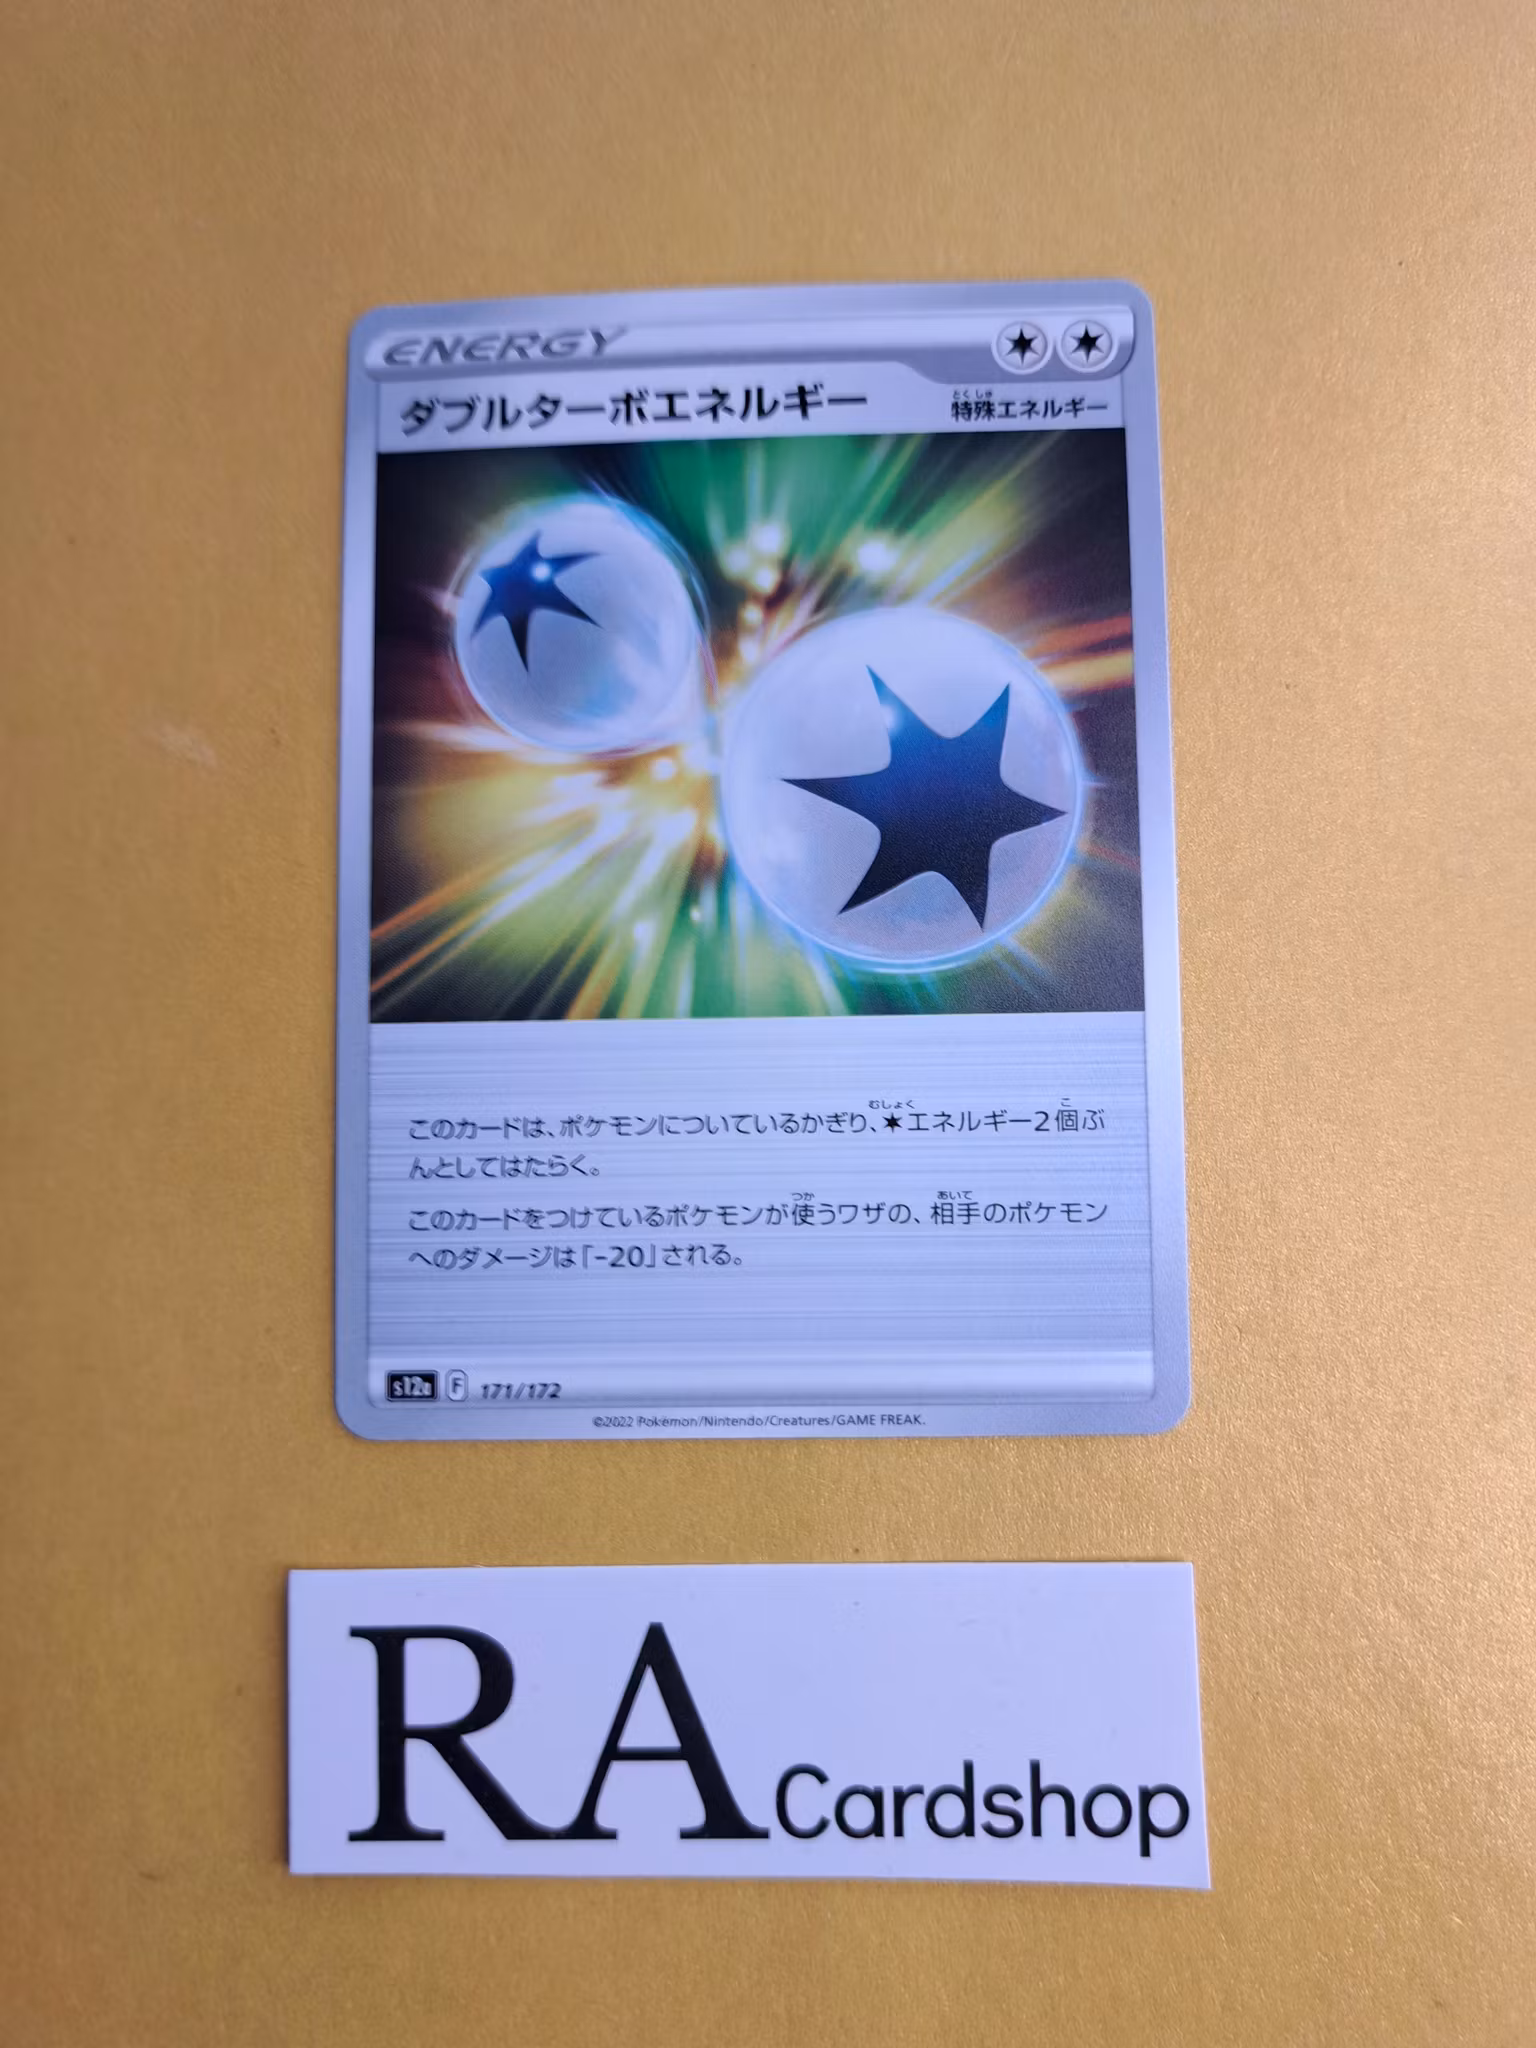 ENERGY
ダブルターボエネルギー
とくしゅ
特殊エネルギー
むしょく こ
このカードは、ポケモンについているかぎり、エネルギー2個ぶ
んとしてはたらく。
つか あいて
このカードをつけているポケモンが使うワザの、相手のポケモン
へのダメージは「-20」される。
s12a F 171/172
©2022 Pokémon/Nintendo/Creatures/GAME FREAK.
RA Cardshop